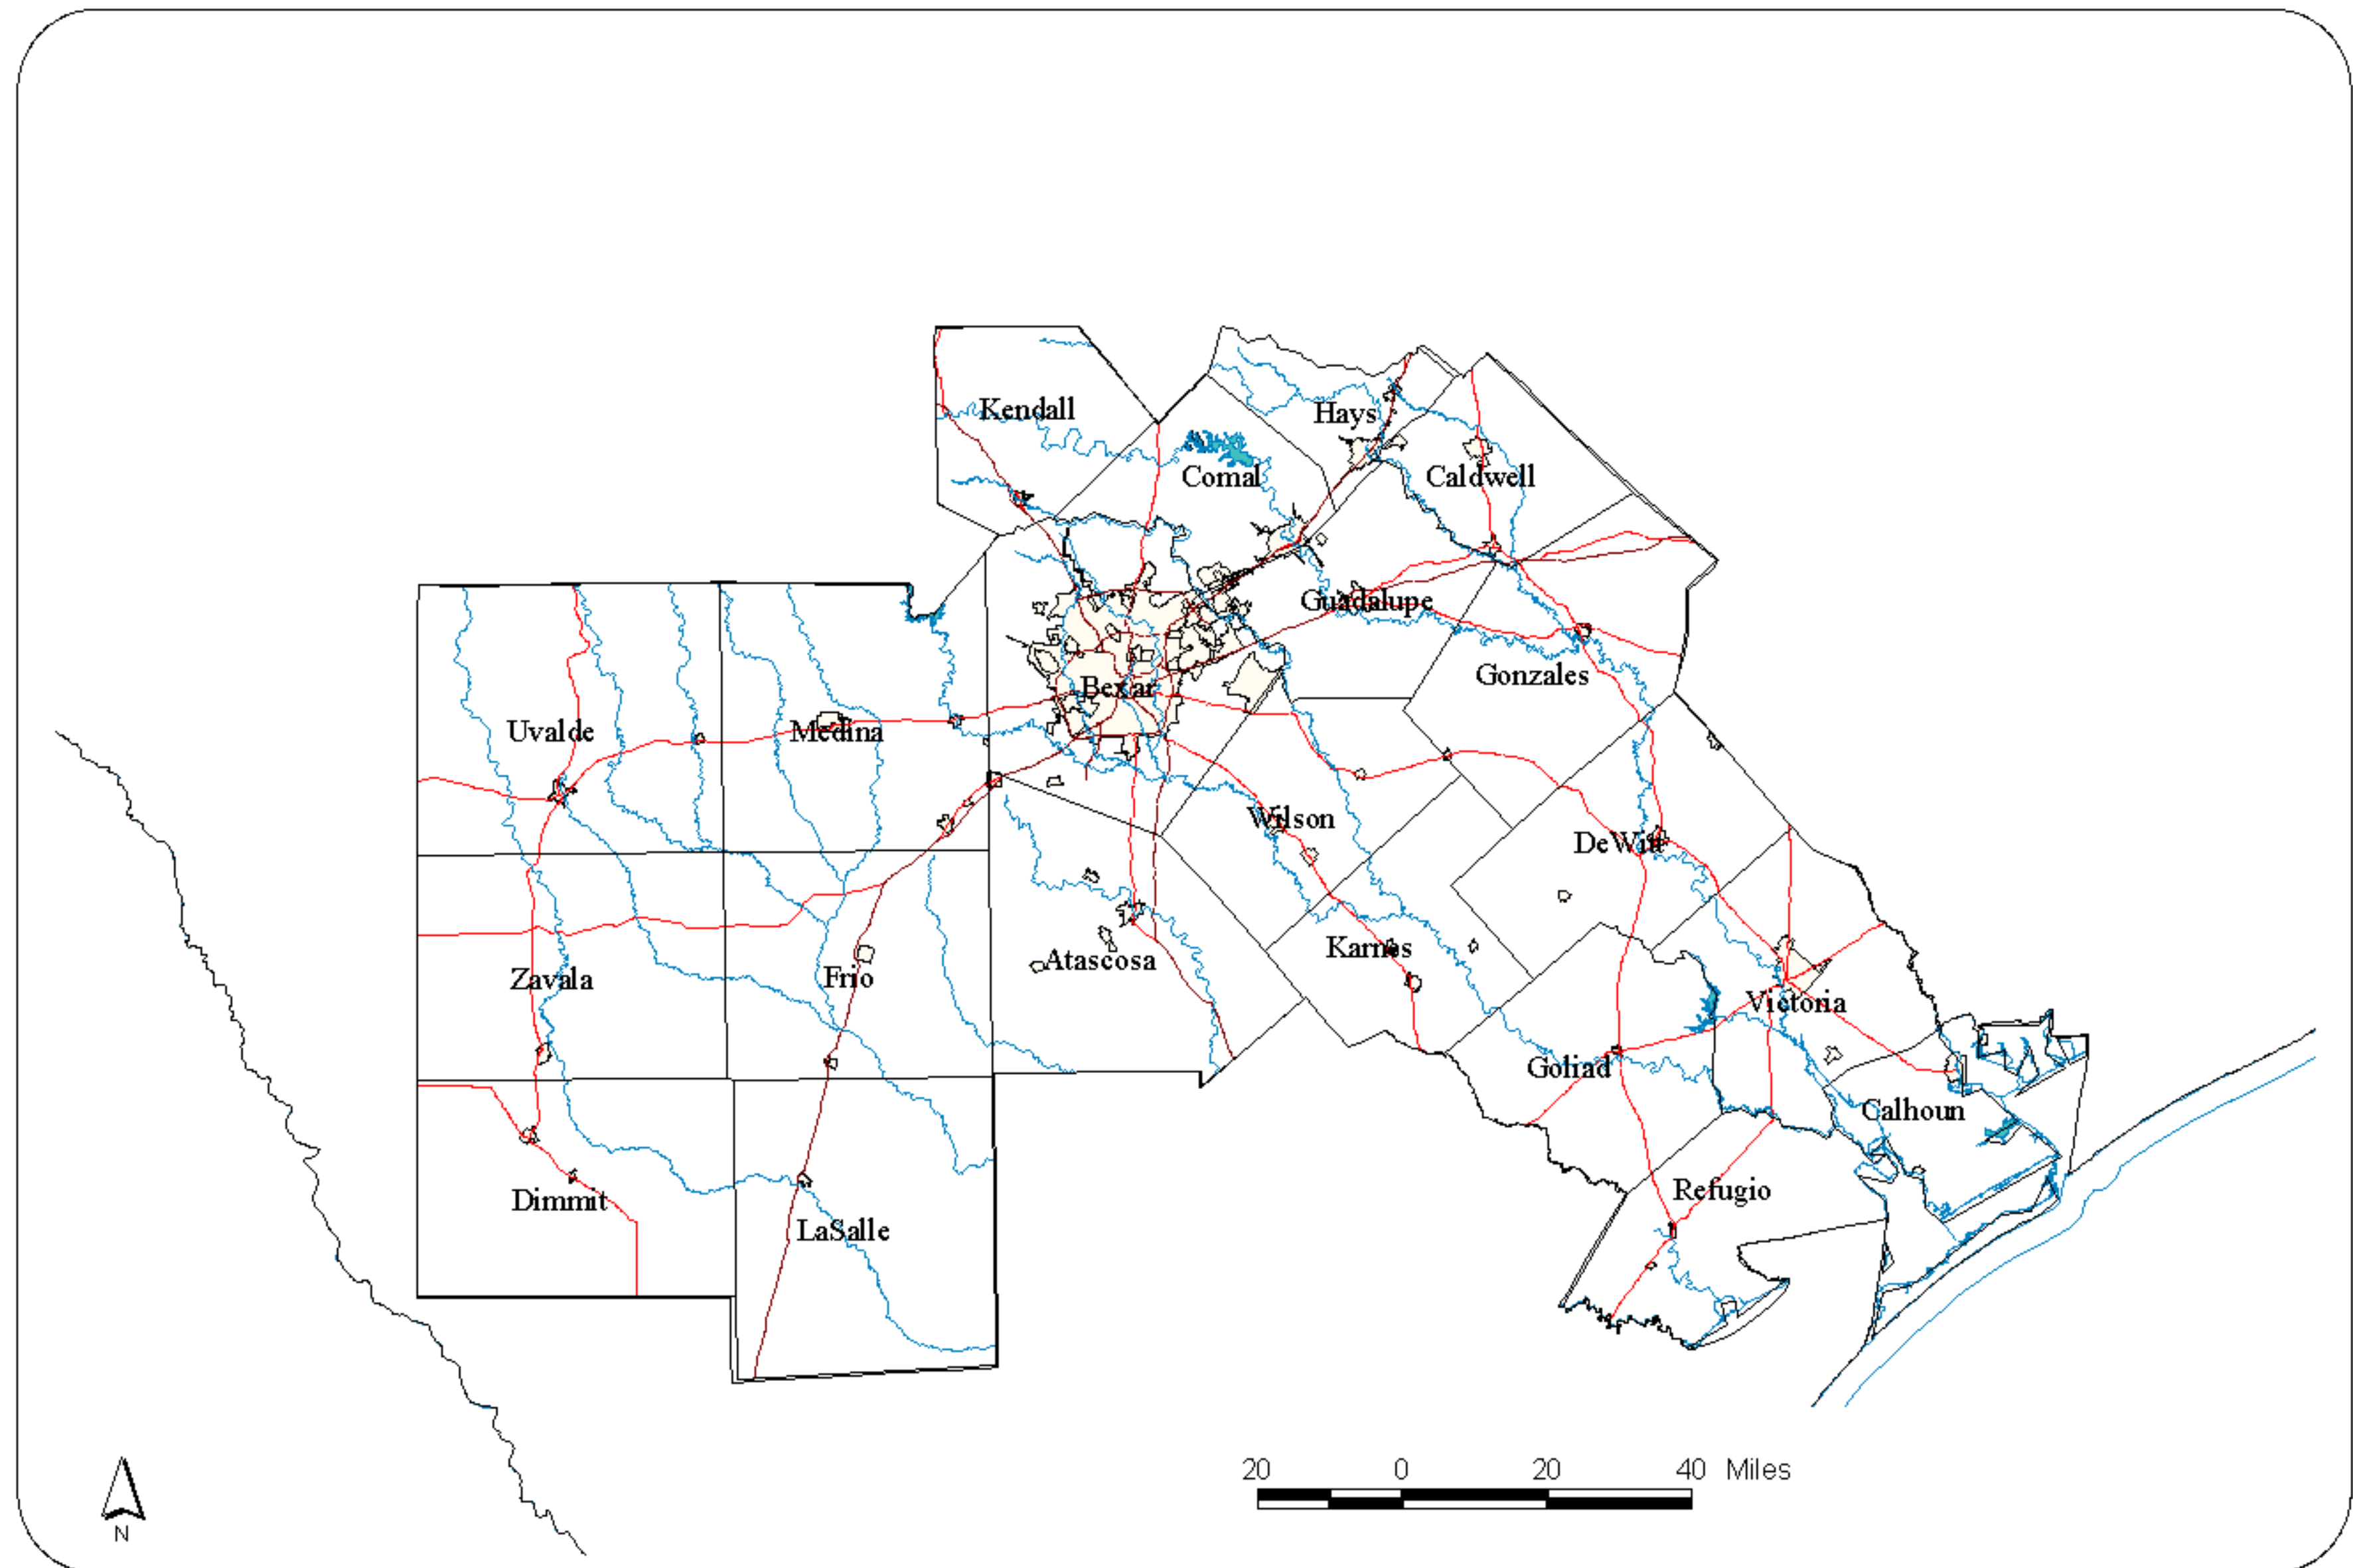 Kendall
Hays
Comal
Caldwell
Guadalupe
Gonzales
Bexar
Uvalde
Medina
Wilson
DeWitt
Karnes
Atascosa
Zavala
Frio
Victoria
Goliad
Calhoun
Refugio
Dimmit
LaSalle
20 0 20 40 Miles
N